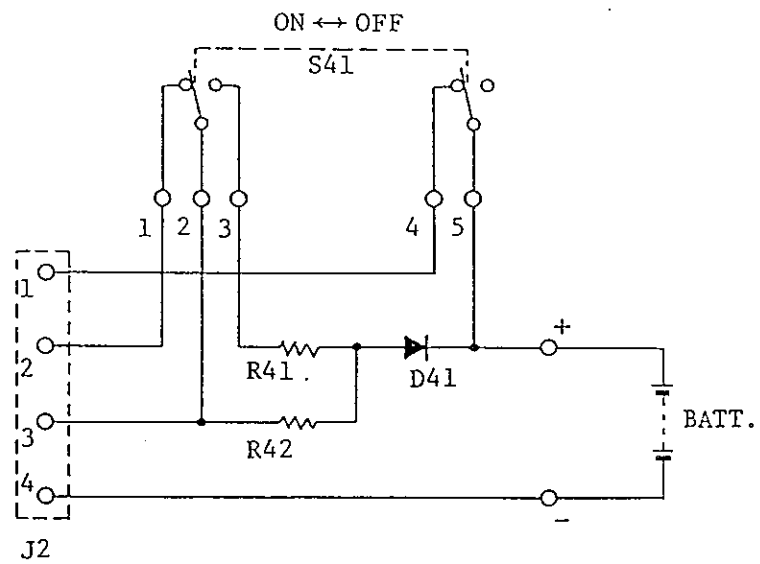 ON ↔ OFF
S41
1 2 3 4 5
1
2
R41.
D41
+
BATT.
3
R42
4
-
J2